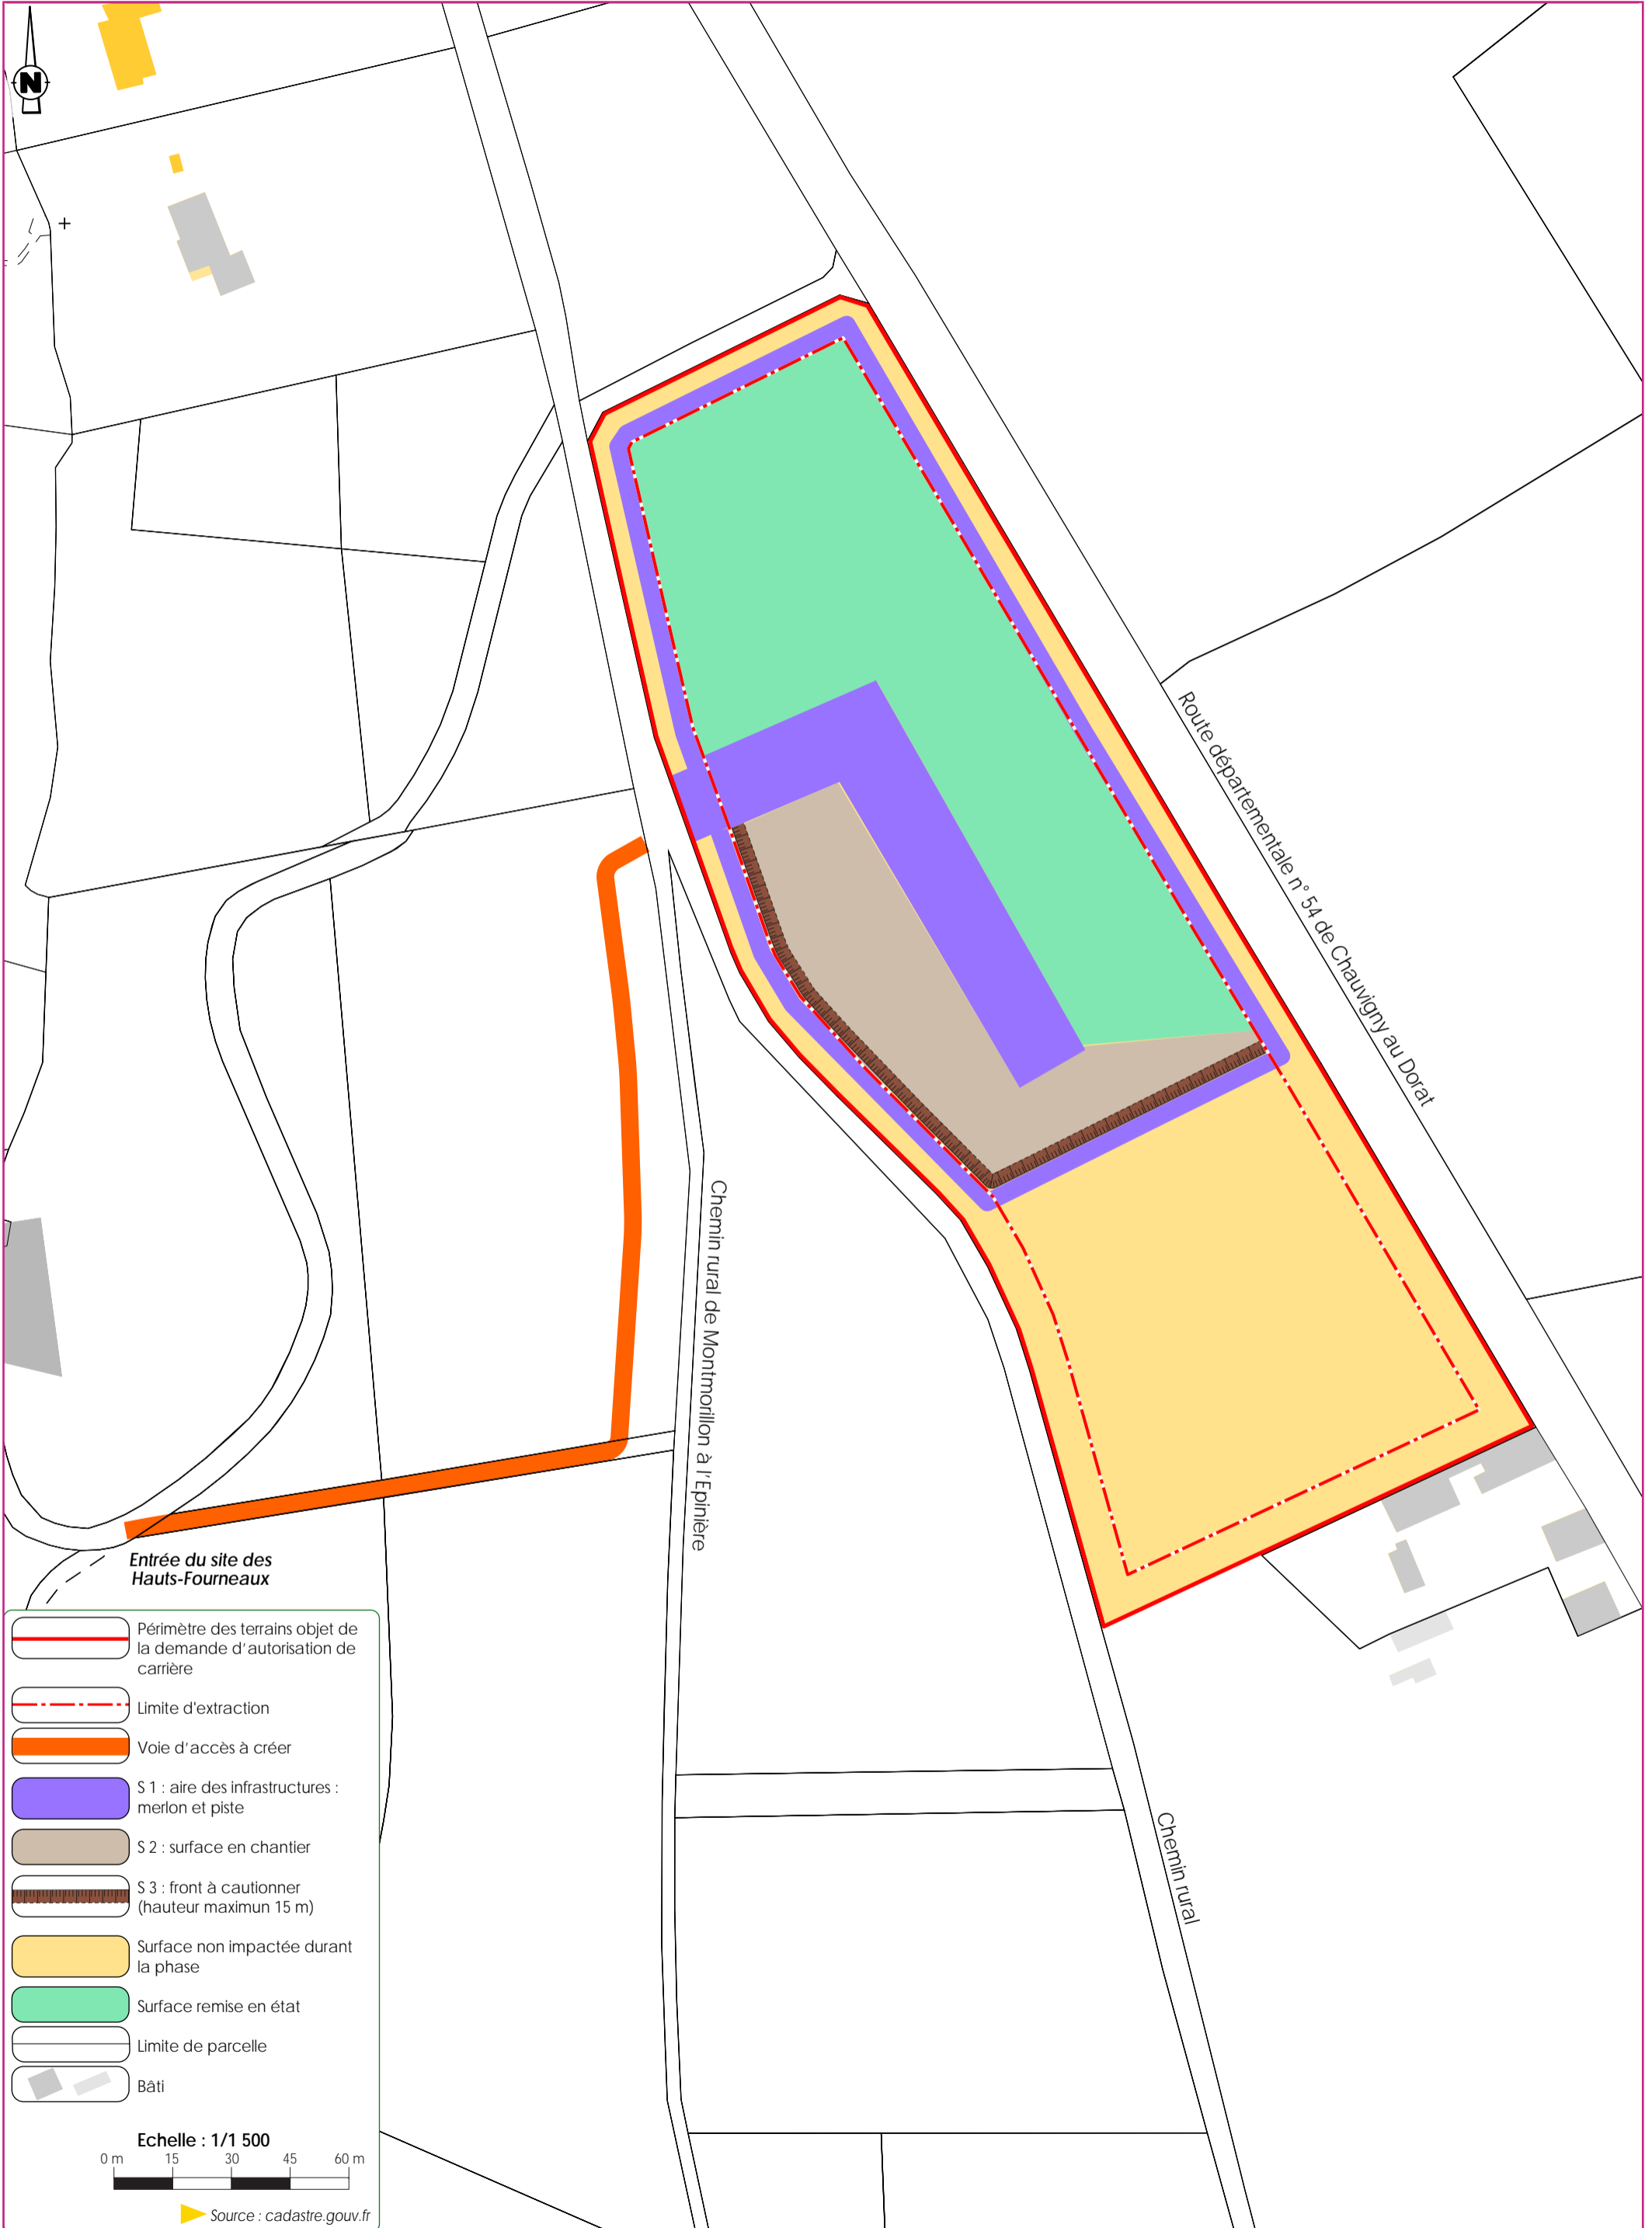 N
Route départementale n° 54 de Chauvigny au Dorat
Chemin rural de Montmorillon à l'Epinière
Chemin rural
Entrée du site des
Hauts-Fourneaux
Périmètre des terrains objet de
la demande d'autorisation de
carrière
Limite d'extraction
Voie d'accès à créer
S 1 : aire des infrastructures :
merlon et piste
S 2 : surface en chantier
S 3 : front à cautionner
(hauteur maximun 15 m)
Surface non impactée durant
la phase
Surface remise en état
Limite de parcelle
Bâti
Echelle : 1/1 500
0 m 15 30 45 60 m
Source : cadastre.gouv.fr